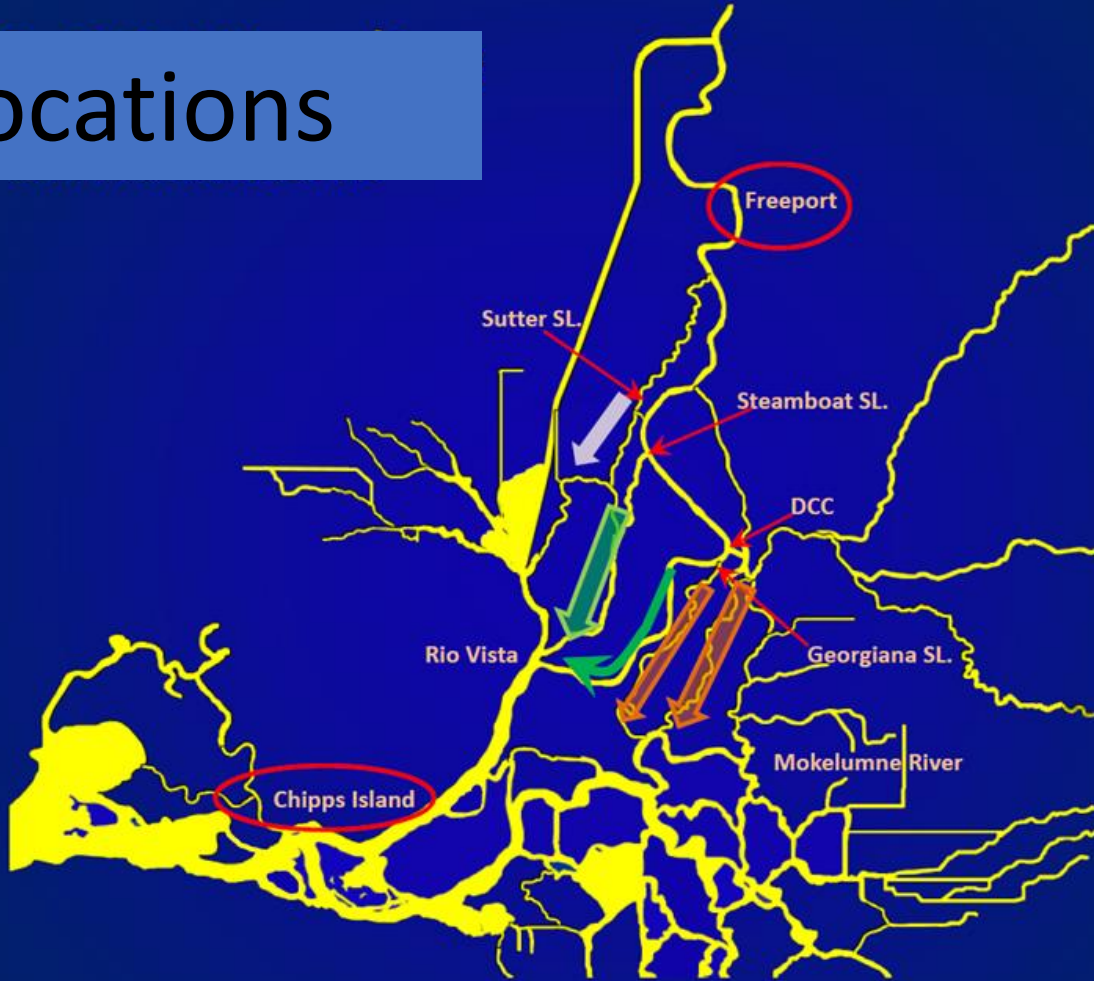 ocations
Freeport
Sutter SL.
Steamboat SL.
DCC
Rio Vista
Georgiana SL.
Mokelumne River
Chipps Island